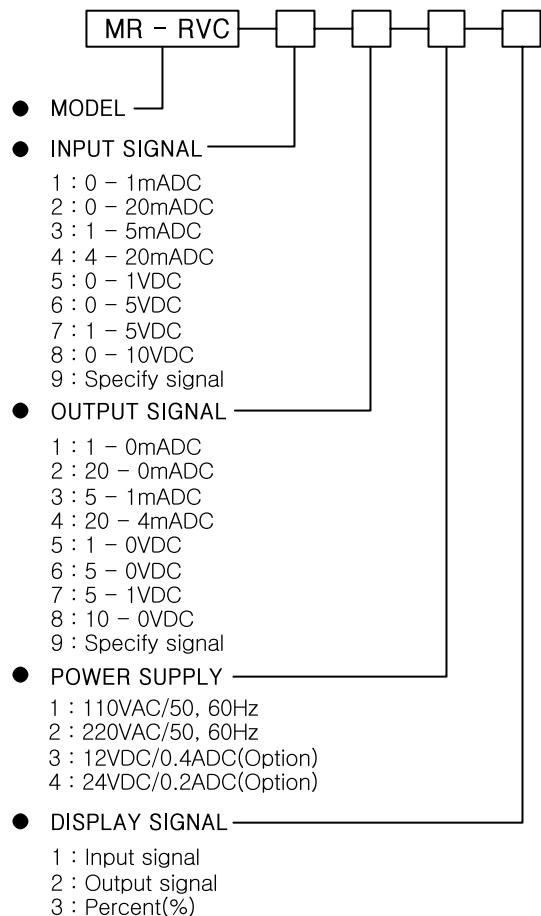 MR - RVC
● MODEL
● INPUT SIGNAL
1 : 0 - 1mADC
2 : 0 - 20mADC
3 : 1 - 5mADC
4 : 4 - 20mADC
5 : 0 - 1VDC
6 : 0 - 5VDC
7 : 1 - 5VDC
8 : 0 - 10VDC
9 : Specify signal
● OUTPUT SIGNAL
1 : 1 - 0mADC
2 : 20 - 0mADC
3 : 5 - 1mADC
4 : 20 - 4mADC
5 : 1 - 0VDC
6 : 5 - 0VDC
7 : 5 - 1VDC
8 : 10 - 0VDC
9 : Specify signal
● POWER SUPPLY
1 : 110VAC/50, 60Hz
2 : 220VAC/50, 60Hz
3 : 12VDC/0.4ADC(Option)
4 : 24VDC/0.2ADC(Option)
● DISPLAY SIGNAL
1 : Input signal
2 : Output signal
3 : Percent(%)